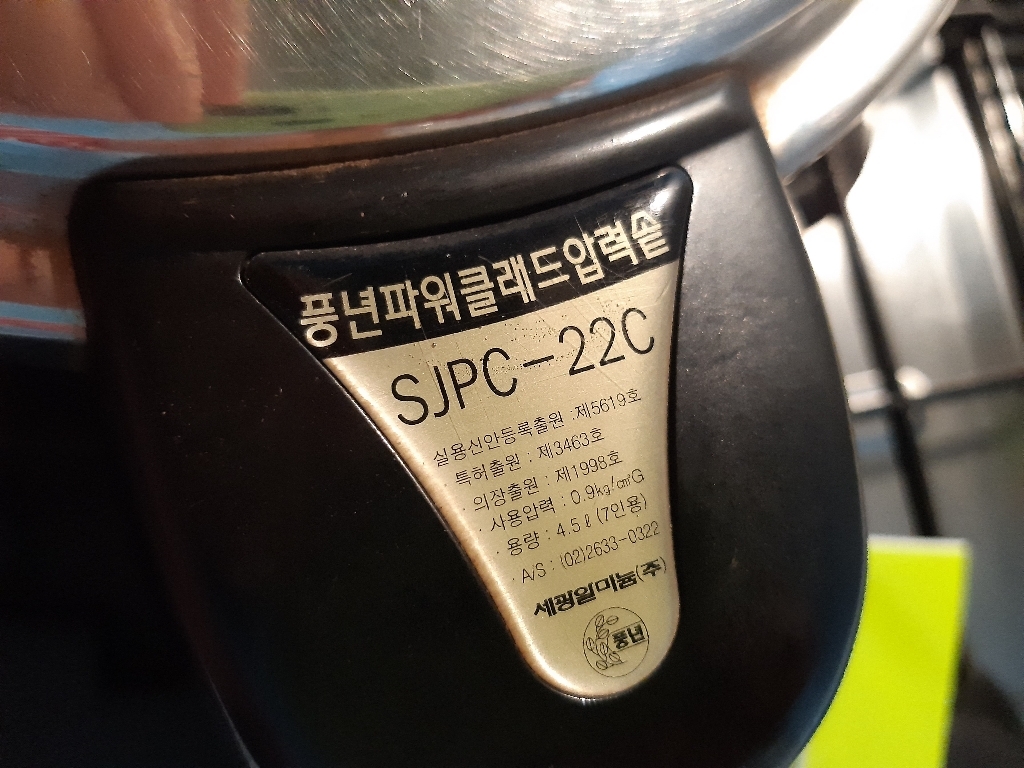 풍년파워클래드압력솥
SJPC-22C
· 실용신안등록출원 : 제5619호
· 특허출원 : 제3463호
· 의장출원 : 제1998호
· 사용압력 : 0.9kg/㎠G
· 용량 : 4.5ℓ (7인용)
· A/S : (02)2633-0322
세광알미늄(주)
풍년